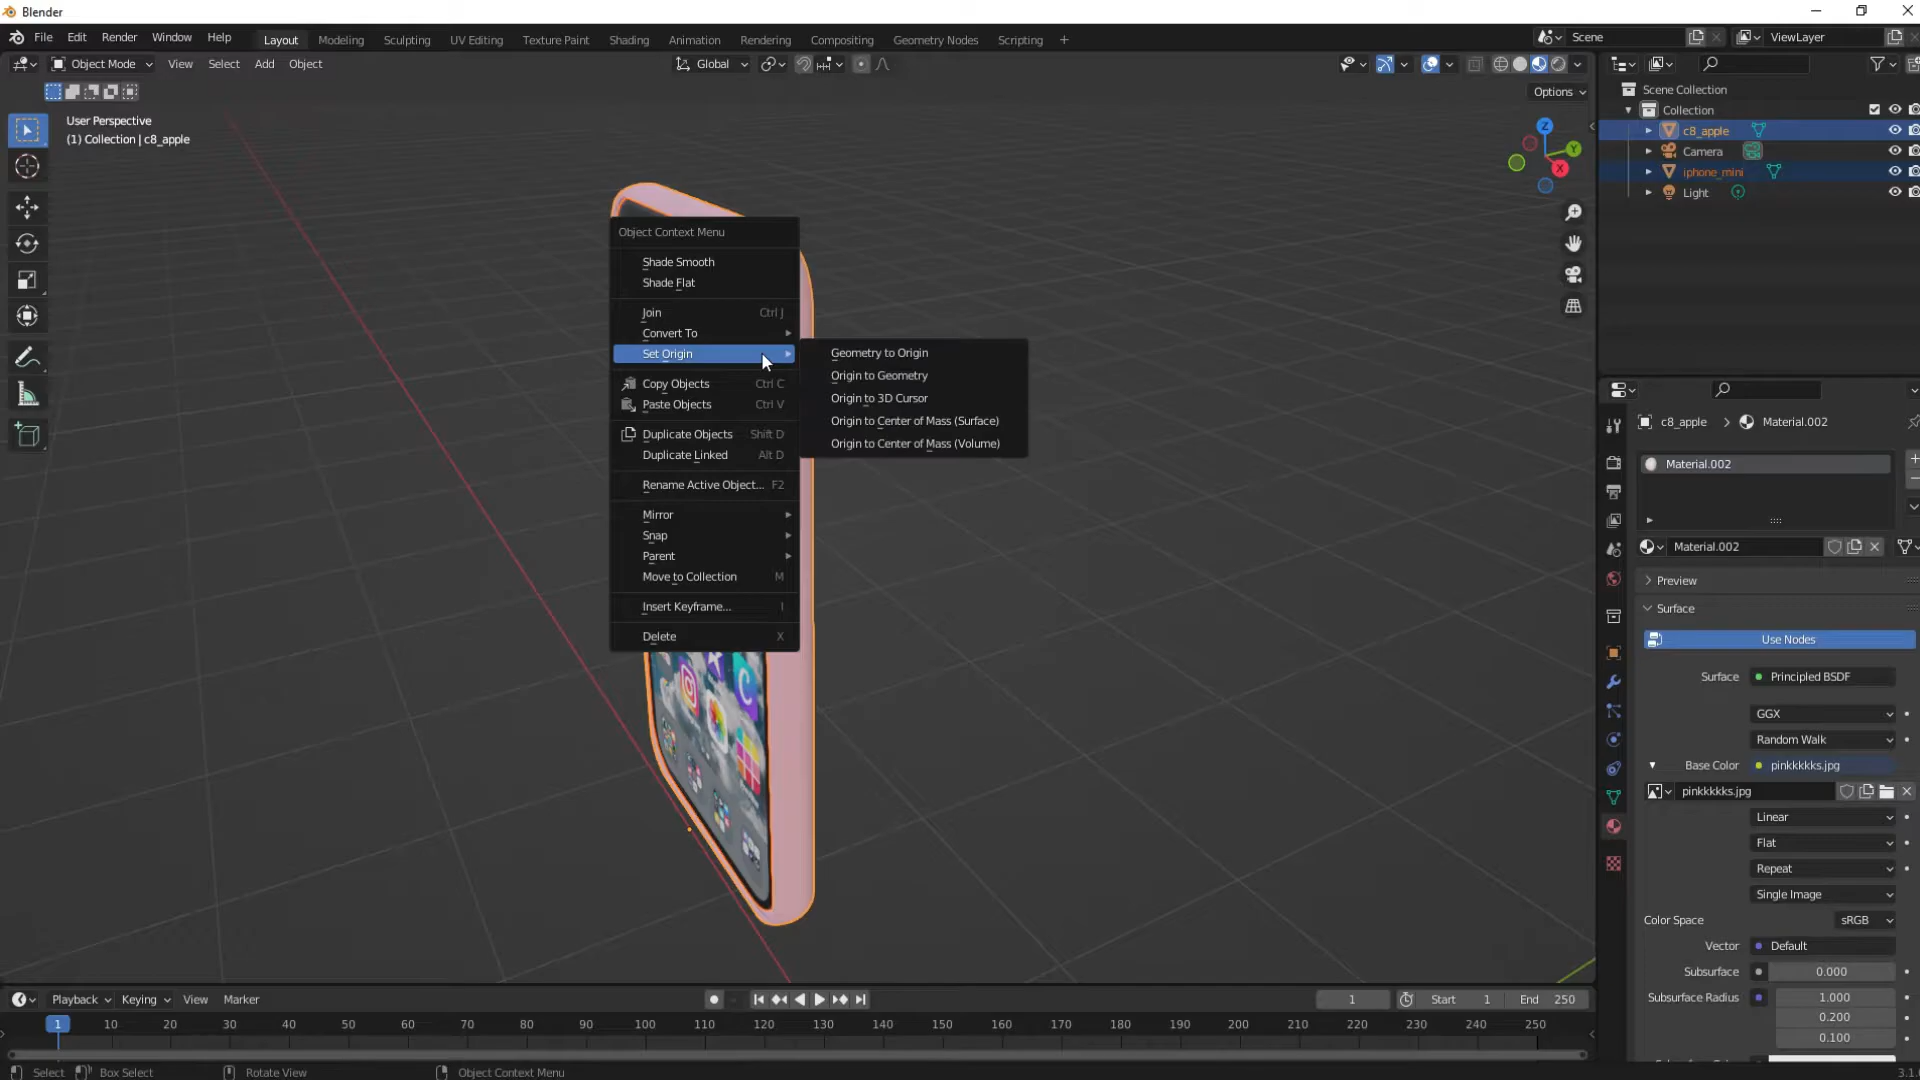 Blender
File Edit Render Window Help
Layout Modeling Sculpting UV Editing Texture Paint Shading Animation Rendering Compositing Geometry Nodes Scripting +
Scene
ViewLayer
Object Mode View Select Add Object
Global
Options
User Perspective
(1) Collection | c8_apple
Z
Y
X
Scene Collection
Collection
c8_apple
Camera
iphone_mini
Light
Object Context Menu
Shade Smooth
Shade Flat
Join Ctrl J
Convert To
Set Origin
Copy Objects Ctrl C
Paste Objects Ctrl V
Duplicate Objects Shift D
Duplicate Linked Alt D
Rename Active Object... F2
Mirror
Snap
Parent
Move to Collection M
Insert Keyframe... I
Delete X
Geometry to Origin
Origin to Geometry
Origin to 3D Cursor
Origin to Center of Mass (Surface)
Origin to Center of Mass (Volume)
c8_apple > Material.002
Material.002
Material.002
Preview
Surface
Use Nodes
Surface Principled BSDF
GGX
Random Walk
Base Color pinkkkkks.jpg
pinkkkkks.jpg
Linear
Flat
Repeat
Single Image
Color Space sRGB
Vector Default
Subsurface 0.000
Subsurface Radius 1.000
0.200
0.100
Playback Keying View Marker
1 Start 1 End 250
1 10 20 30 40 50 60 70 80 90 100 110 120 130 140 150 160 170 180 190 200 210 220 230 240 250
Select Box Select Rotate View Object Context Menu